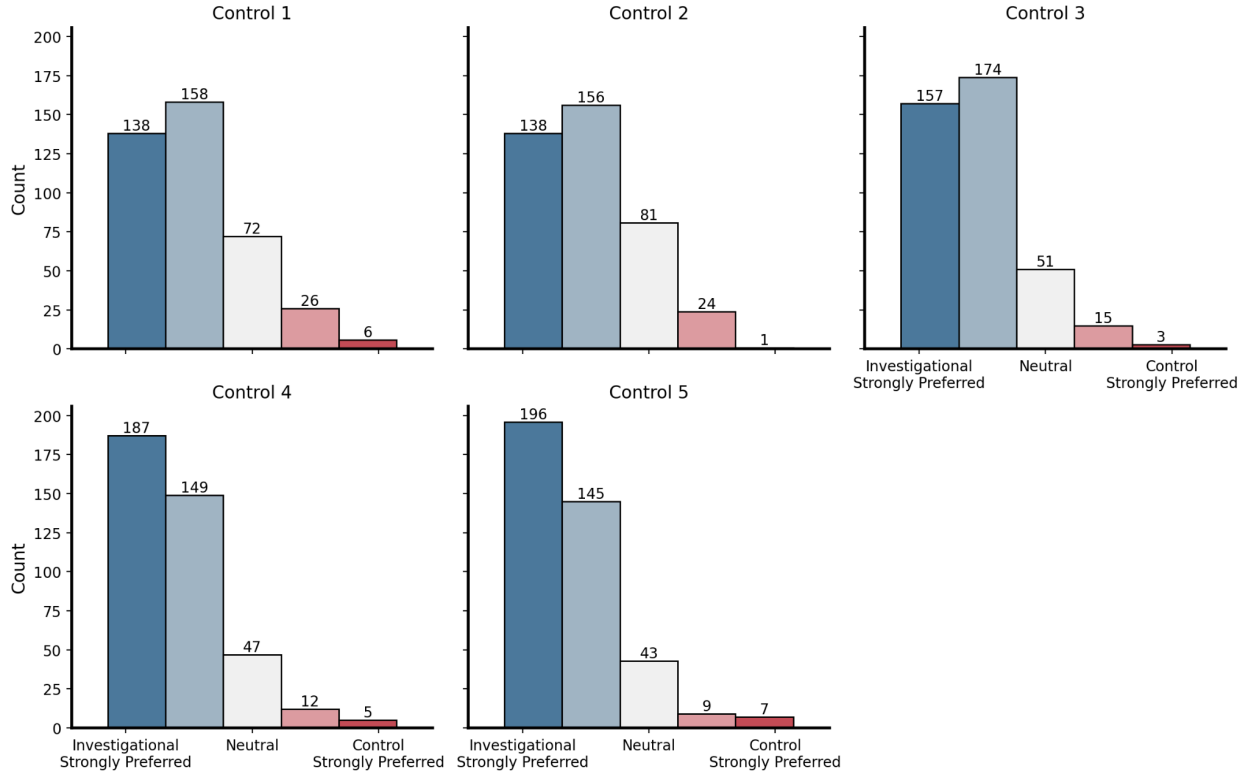 Control 1
200
175
150
125
100
75
50
25
0
Count
138
158
72
26
6
Control 2
138
156
81
24
1
Control 3
157
174
51
15
3
Investigational
Strongly Preferred
Neutral
Control
Strongly Preferred
Control 4
200
175
150
125
100
75
50
25
0
Count
187
149
47
12
5
Investigational
Strongly Preferred
Neutral
Control
Strongly Preferred
Control 5
196
145
43
9
7
Investigational
Strongly Preferred
Neutral
Control
Strongly Preferred